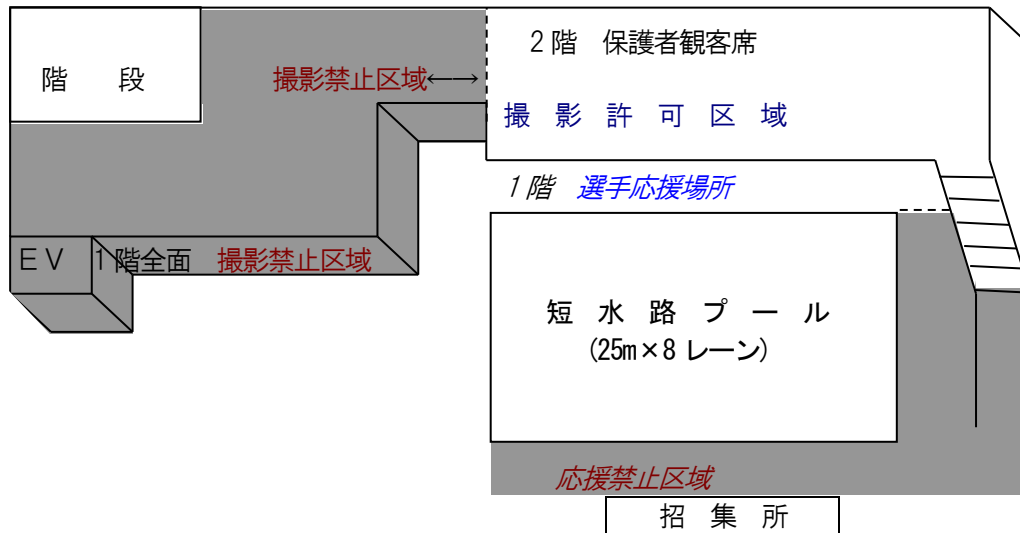 2階 保護者観客席
階 段
撮影禁止区域←→
撮 影 許 可 区 域
1階 選手応援場所
EV 1階全面 撮影禁止区域
短 水 路 プ ー ル
(25m×8レーン)
応援禁止区域
招 集 所